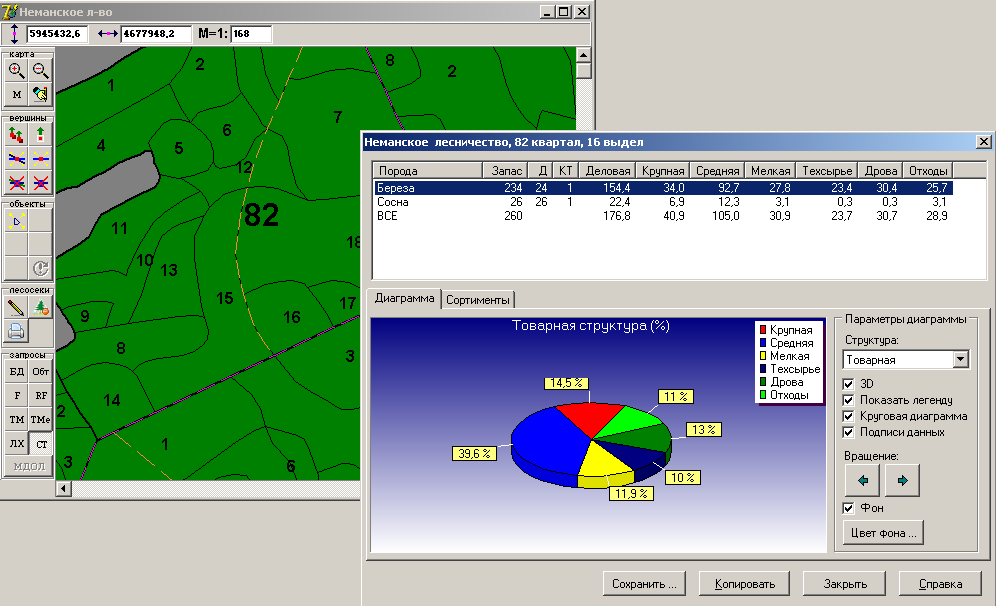 Неманское л-во
5945432,6 4677948,2 М=1: 168
карта
М
вершины
объекты
лесосеки
запросы
БД Обт
F RF
ТМ ТМе
ЛХ СТ
МДОЛ
1
2
8
2
7
6
4
5
12
82
11
18
10
13
15
17
16
9
8
3
14
2
1
3
6
Неманское лесничество, 82 квартал, 16 выдел
Порода Запас Д КТ Деловая Крупная Средняя Мелкая Техсырье Дрова Отходы
Береза 234 24 1 154,4 34,0 92,7 27,8 23,4 30,4 25,7
Сосна 26 26 1 22,4 6,9 12,3 3,1 0,3 0,3 3,1
ВСЕ 260 176,8 40,9 105,0 30,9 23,7 30,7 28,9
Диаграмма Сортименты
Товарная структура (%)
14,5 %
11 %
13 %
39,6 %
10 %
11,9 %
Крупная
Средняя
Мелкая
Техсырье
Дрова
Отходы
Параметры диаграммы
Структура:
Товарная
3D
Показать легенду
Круговая диаграмма
Подписи данных
Вращение:
Фон
Цвет фона ...
Сохранить ... Копировать Закрыть Справка